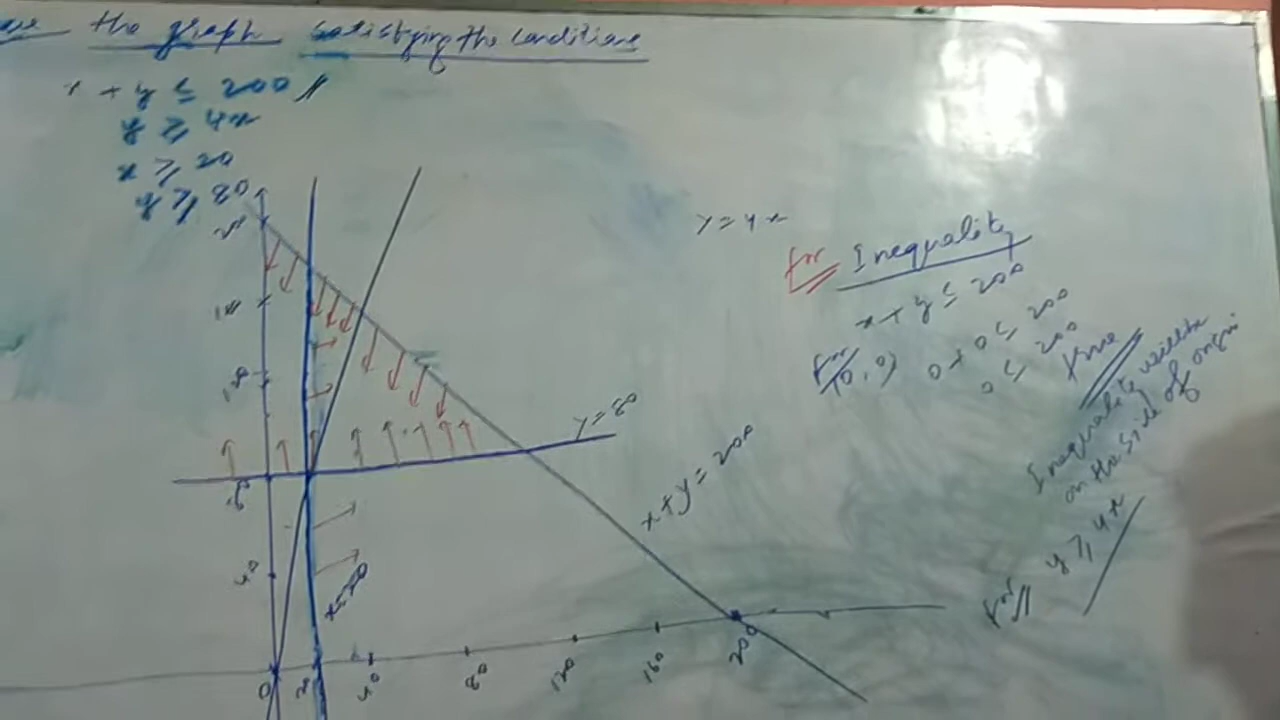 the graph satisfying the conditions
x + y ≤ 200
y ≥ 4x
x ≥ 20
y ≥ 80
y = 4x
For Inequality
x + y ≤ 200
For (0,0) 0 + 0 ≤ 200
0 ≤ 200
true
Inequality
on the side of origin
For y ≥ 4x
y = 80
x + y = 200
x = 20
40
0
20
40
80
120
160
200